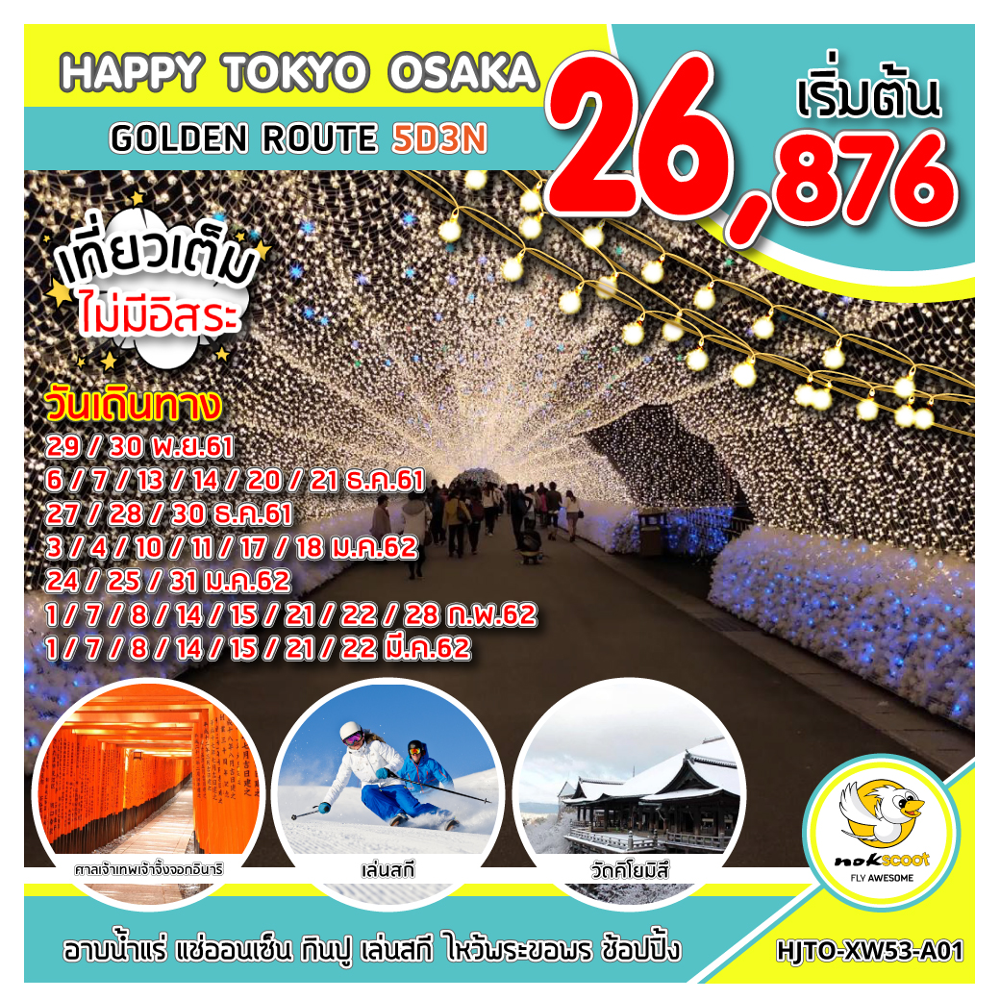 HAPPY TOKYO OSAKA
GOLDEN ROUTE 5D3N
เริ่มต้น
26,876
เที่ยวเต็ม
ไม่มีอิสระ
วันเดินทาง
29 / 30 พ.ย.61
6 / 7 / 13 / 14 / 20 / 21 ธ.ค.61
27 / 28 / 30 ธ.ค.61
3 / 4 / 10 / 11 / 17 / 18 ม.ค.62
24 / 25 / 31 ม.ค.62
1 / 7 / 8 / 14 / 15 / 21 / 22 / 28 ก.พ.62
1 / 7 / 8 / 14 / 15 / 21 / 22 มี.ค.62
ศาลเจ้าเทพเจ้าจิ้งจอกอินาริ
เล่นสกี
วัดคิโยมิสึ
nokscoot
FLY AWESOME
อาบน้ำแร่ แช่ออนเซ็น กินปู เล่นสกี ไหว้พระขอพร ช้อปปิ้ง
HJTO-XW53-A01